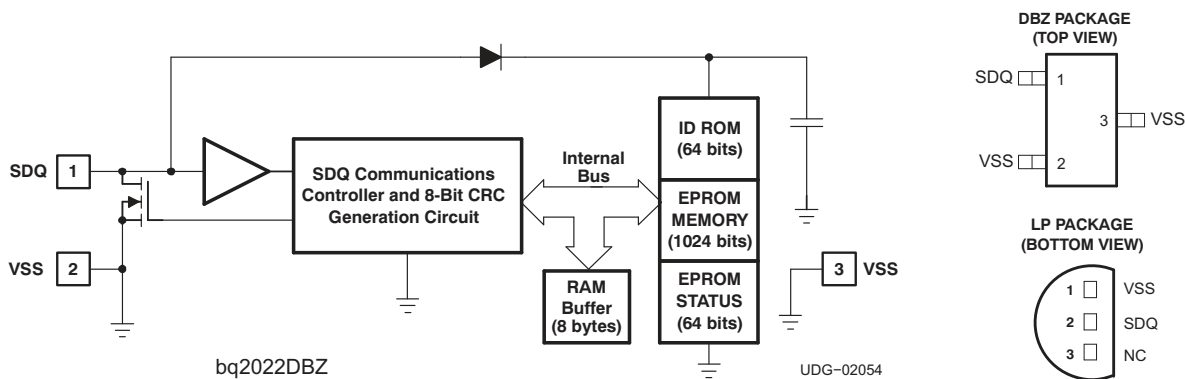 SDQ
1
VSS
2
SDQ Communications
Controller and 8-Bit CRC
Generation Circuit
Internal
Bus
RAM
Buffer
(8 bytes)
ID ROM
(64 bits)
EPROM
MEMORY
(1024 bits)
EPROM
STATUS
(64 bits)
3
VSS
bq2022DBZ
UDG−02054
DBZ PACKAGE
(TOP VIEW)
SDQ
1
3
VSS
VSS
2
LP PACKAGE
(BOTTOM VIEW)
1 VSS
2 SDQ
3 NC